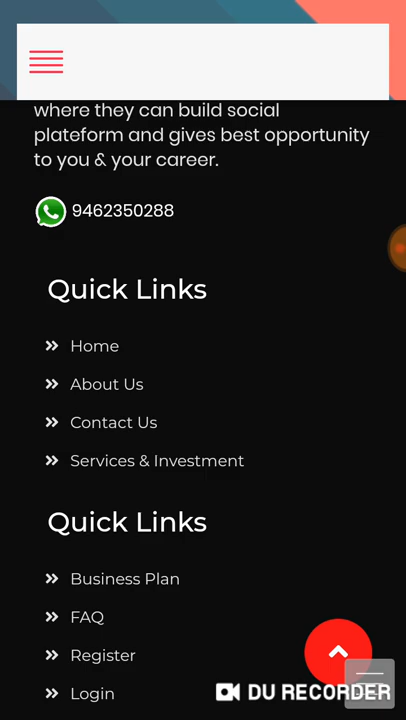 where they can build social
plateform and gives best opportunity
to you & your career.
9462350288
Quick Links
Home
About Us
Contact Us
Services & Investment
Quick Links
Business Plan
FAQ
Register
Login
DU RECORDER